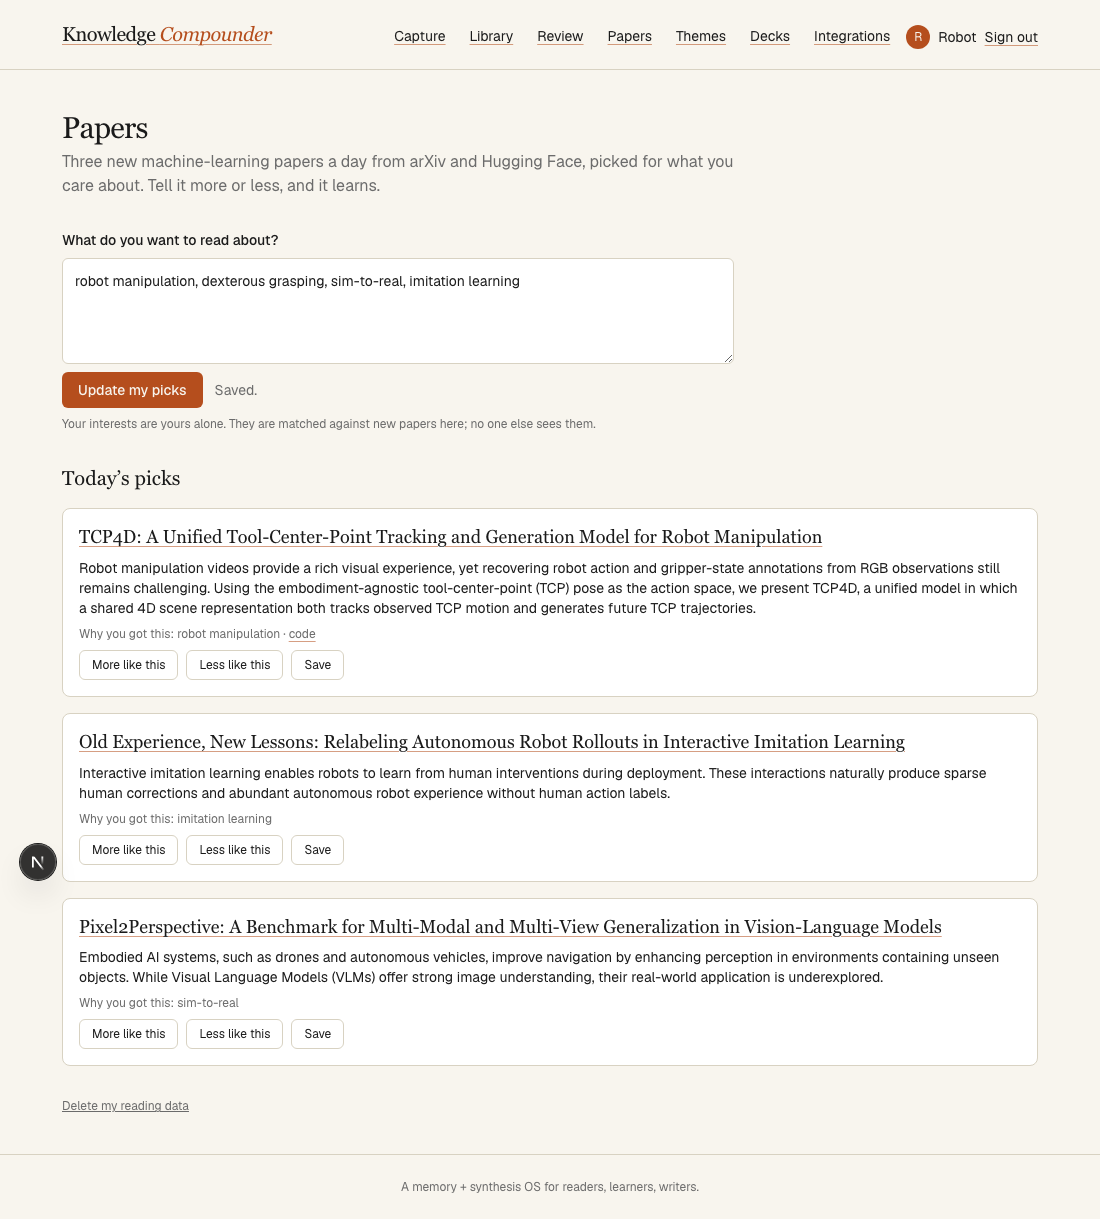 Knowledge Compounder
Capture Library Review Papers Themes Decks Integrations R Robot Sign out
Papers
Three new machine-learning papers a day from arXiv and Hugging Face, picked for what you
care about. Tell it more or less, and it learns.
What do you want to read about?
robot manipulation, dexterous grasping, sim-to-real, imitation learning
Update my picks Saved.
Your interests are yours alone. They are matched against new papers here; no one else sees them.
Today’s picks
TCP4D: A Unified Tool-Center-Point Tracking and Generation Model for Robot Manipulation
Robot manipulation videos provide a rich visual experience, yet recovering robot action and gripper-state annotations from RGB observations still
remains challenging. Using the embodiment-agnostic tool-center-point (TCP) pose as the action space, we present TCP4D, a unified model in which
a shared 4D scene representation both tracks observed TCP motion and generates future TCP trajectories.
Why you got this: robot manipulation · code
More like this Less like this Save
Old Experience, New Lessons: Relabeling Autonomous Robot Rollouts in Interactive Imitation Learning
Interactive imitation learning enables robots to learn from human interventions during deployment. These interactions naturally produce sparse
human corrections and abundant autonomous robot experience without human action labels.
Why you got this: imitation learning
More like this Less like this Save
N
Pixel2Perspective: A Benchmark for Multi-Modal and Multi-View Generalization in Vision-Language Models
Embodied AI systems, such as drones and autonomous vehicles, improve navigation by enhancing perception in environments containing unseen
objects. While Visual Language Models (VLMs) offer strong image understanding, their real-world application is underexplored.
Why you got this: sim-to-real
More like this Less like this Save
Delete my reading data
A memory + synthesis OS for readers, learners, writers.